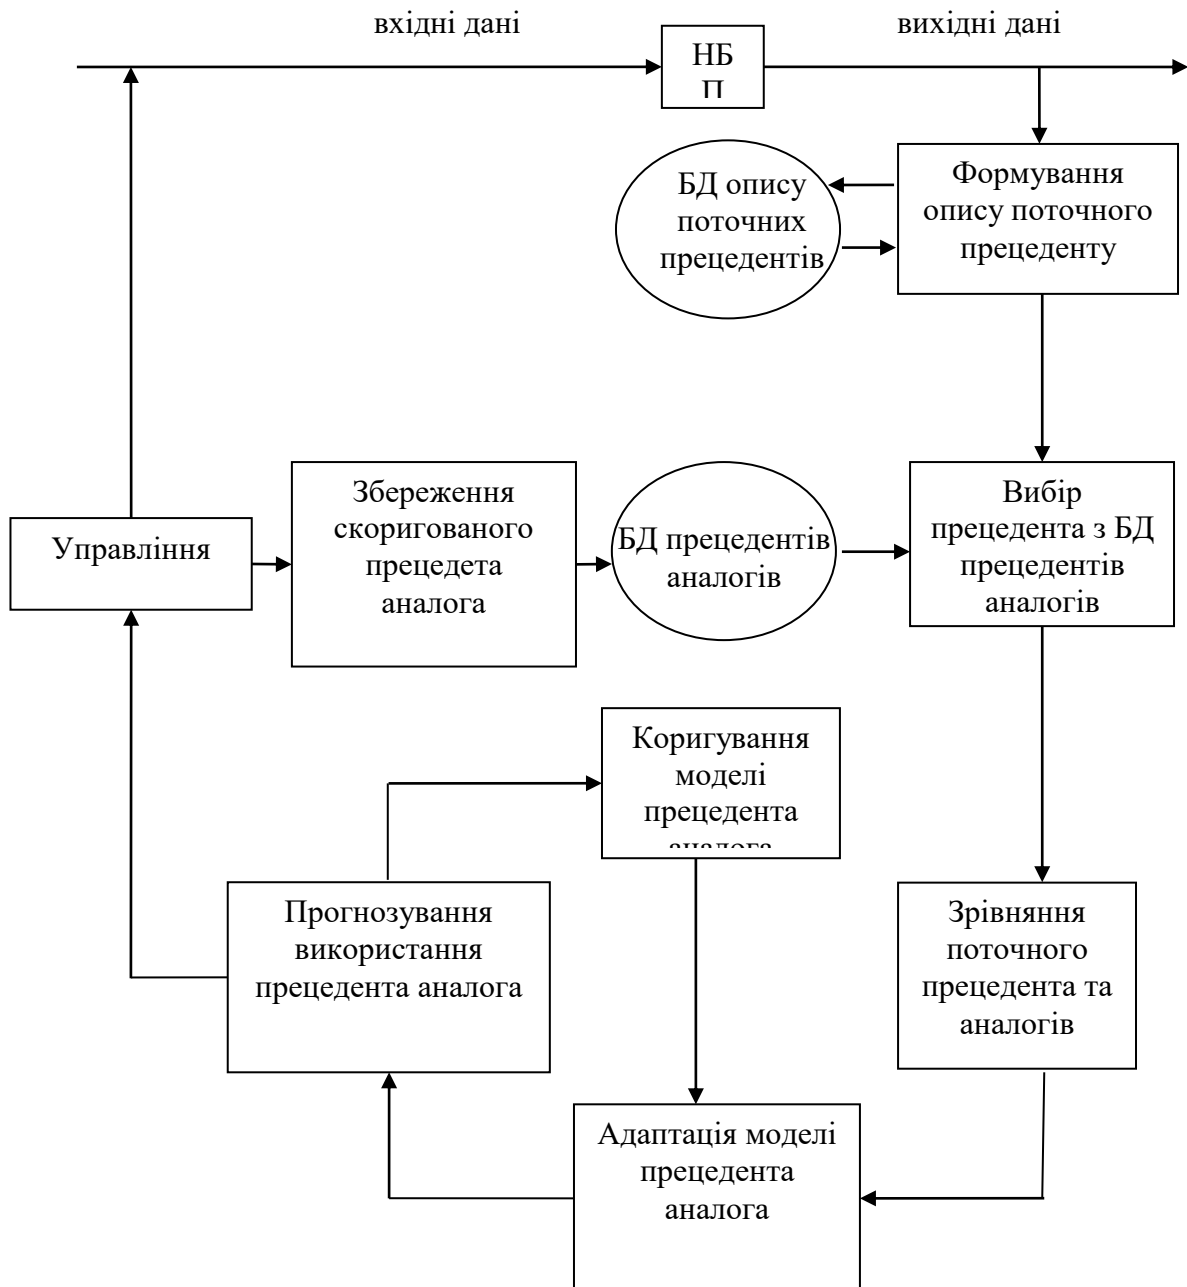 вхідні дані
вихідні дані
НБ
П
БД опису
поточних
прецедентів
Формування
опису поточного
прецеденту
Управління
Збереження
скоригованого
прецедета
аналога
БД прецедентів
аналогів
Вибір
прецедента з БД
прецедентів
аналогів
Коригування
моделі
прецедента
аналога
Прогнозування
використання
прецедента аналога
Зрівняння
поточного
прецедента та
аналогів
Адаптація моделі
прецедента
аналога